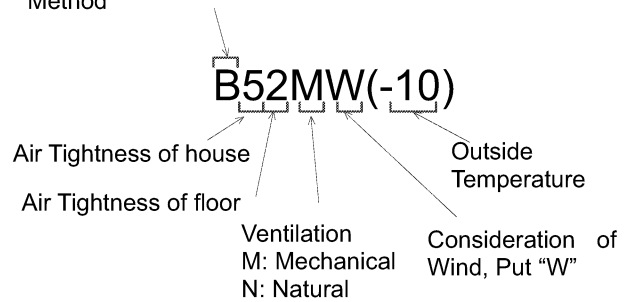 Method
B52MW(-10)
Air Tightness of house
Outside
Temperature
Air Tightness of floor
Ventilation
M: Mechanical
N: Natural
Consideration of
Wind, Put “W”